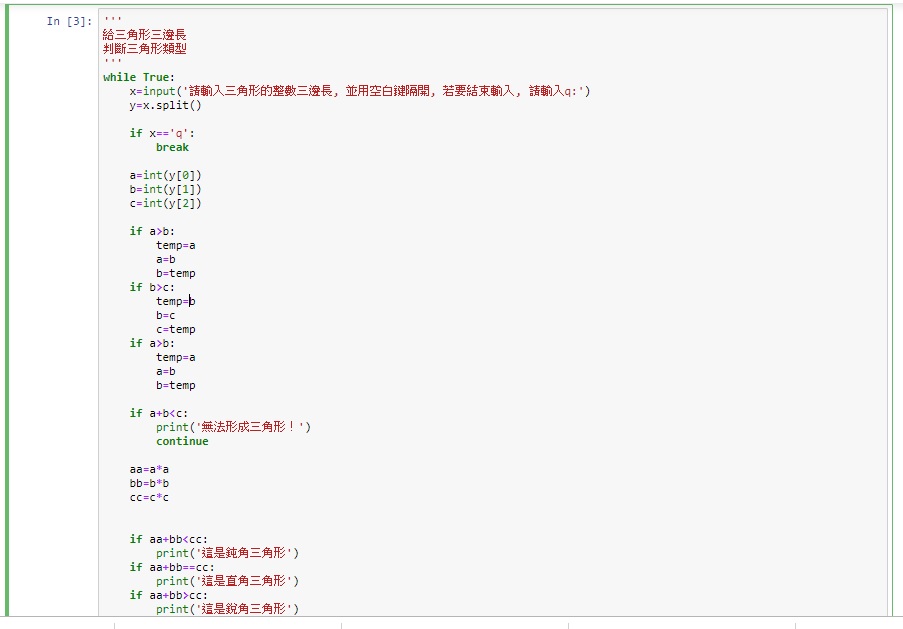 In [3]:
'''
給三角形三邊長
判斷三角形類型
'''
while True:
    x=input('請輸入三角形的整數三邊長, 並用空白鍵隔開, 若要結束輸入, 請輸入q:')
    y=x.split()
    if x=='q':
        break
    a=int(y[0])
    b=int(y[1])
    c=int(y[2])
    if a>b:
        temp=a
        a=b
        b=temp
    if b>c:
        temp=b
        b=c
        c=temp
    if a>b:
        temp=a
        a=b
        b=temp
    if a+b<c:
        print('無法形成三角形！')
        continue
    aa=a*a
    bb=b*b
    cc=c*c
    if aa+bb<cc:
        print('這是鈍角三角形')
    if aa+bb==cc:
        print('這是直角三角形')
    if aa+bb>cc:
        print('這是銳角三角形')